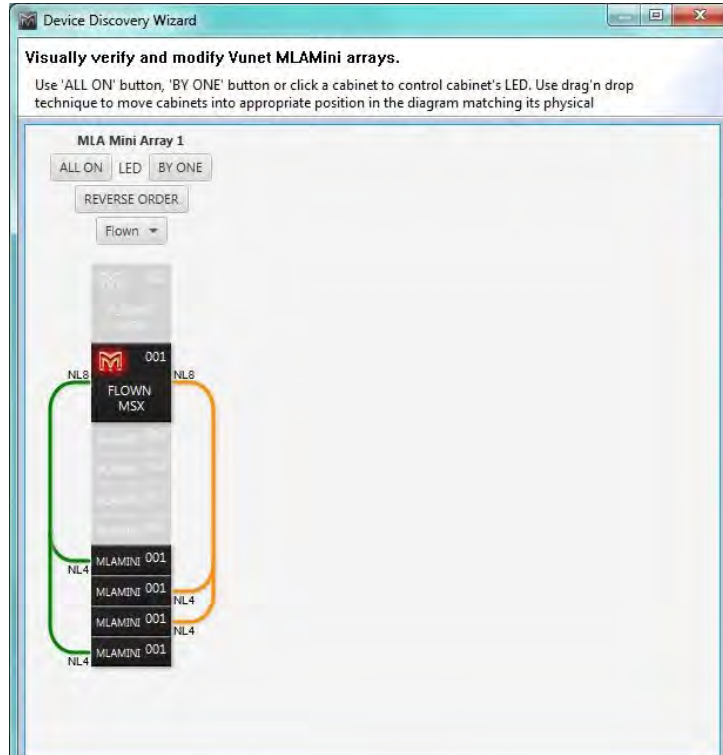 Device Discovery Wizard
Visually verify and modify Vunet MLAMini arrays.
Use 'ALL ON' button, 'BY ONE' button or click a cabinet to control cabinet's LED. Use drag'n drop
technique to move cabinets into appropriate position in the diagram matching its physical
MLA Mini Array 1
ALL ON LED BY ONE
REVERSE ORDER
Flown
001
NL8 NL8
FLOWN
MSX
MLAMINI 001
NL4
MLAMINI 001
NL4
MLAMINI 001
NL4
MLAMINI 001
NL4